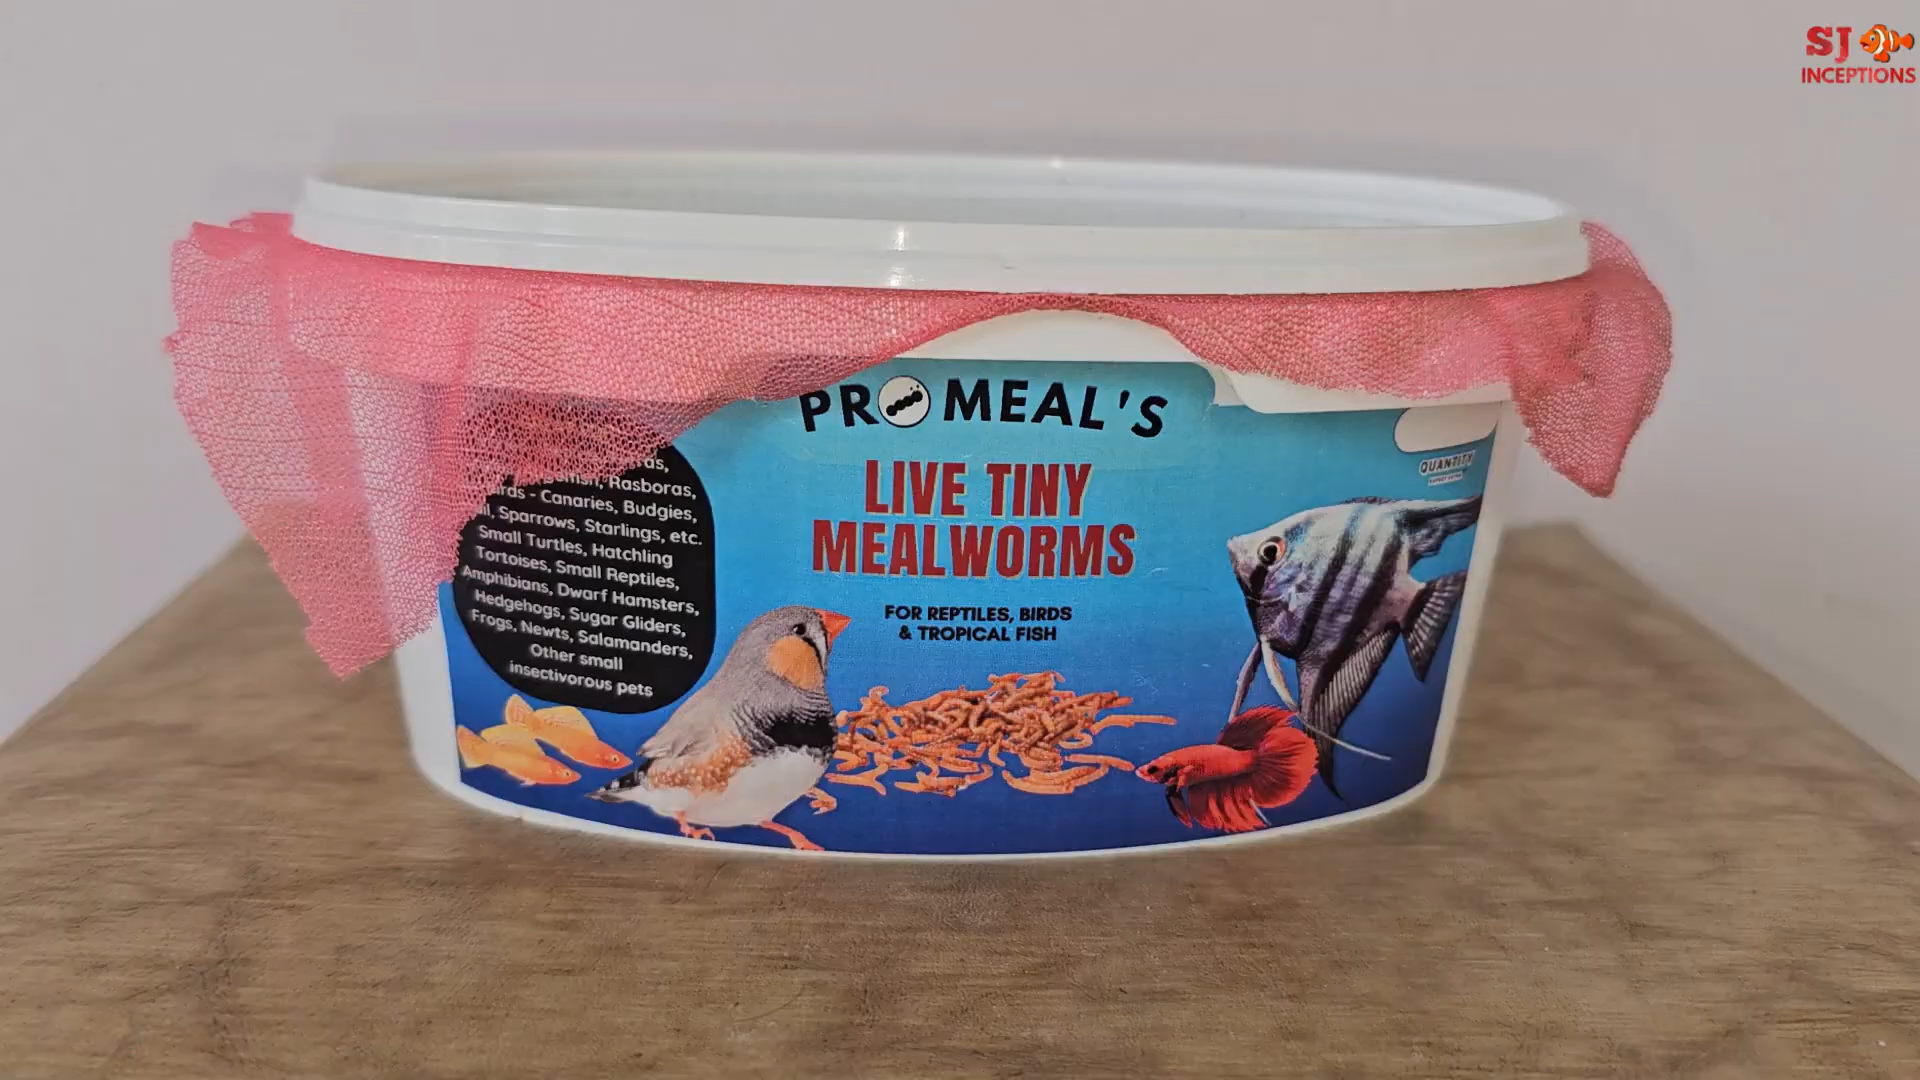 SJ
INCEPTIONS
PRO MEAL'S
LIVE TINY
MEALWORMS
FOR REPTILES, BIRDS
& TROPICAL FISH
QUANTITY
Rasboras,
- Canaries, Budgies,
Sparrows, Starlings, etc.
Small Turtles, Hatchling
Tortoises, Small Reptiles,
Amphibians, Dwarf Hamsters,
Hedgehogs, Sugar Gliders,
Frogs, Newts, Salamanders,
Other small
insectivorous pets